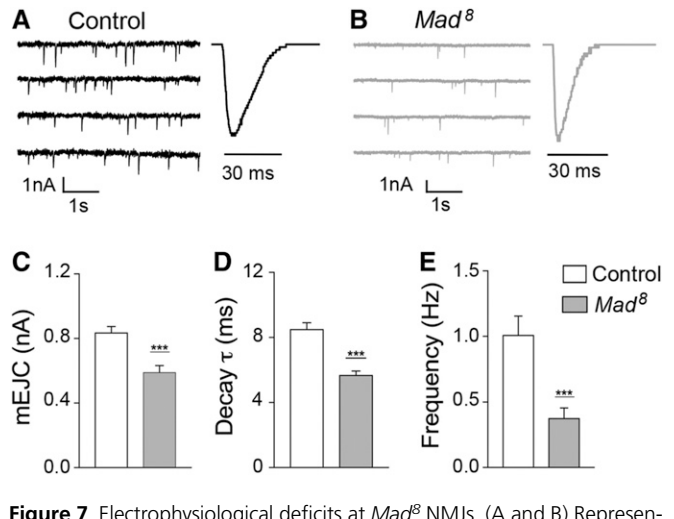 A Control
B Mad⁸
1nA
1s
30 ms
1nA
1s
30 ms
C
mEJC (nA)
1.2
0.8
0.4
0.0
***
D
Decay τ (ms)
12
8
4
0
***
E
Frequency (Hz)
1.5
1.0
0.5
0.0
***
Control
Mad⁸
Figure 7 Electrophysiological deficits at Mad⁸ NMJs. (A and B) Represen-